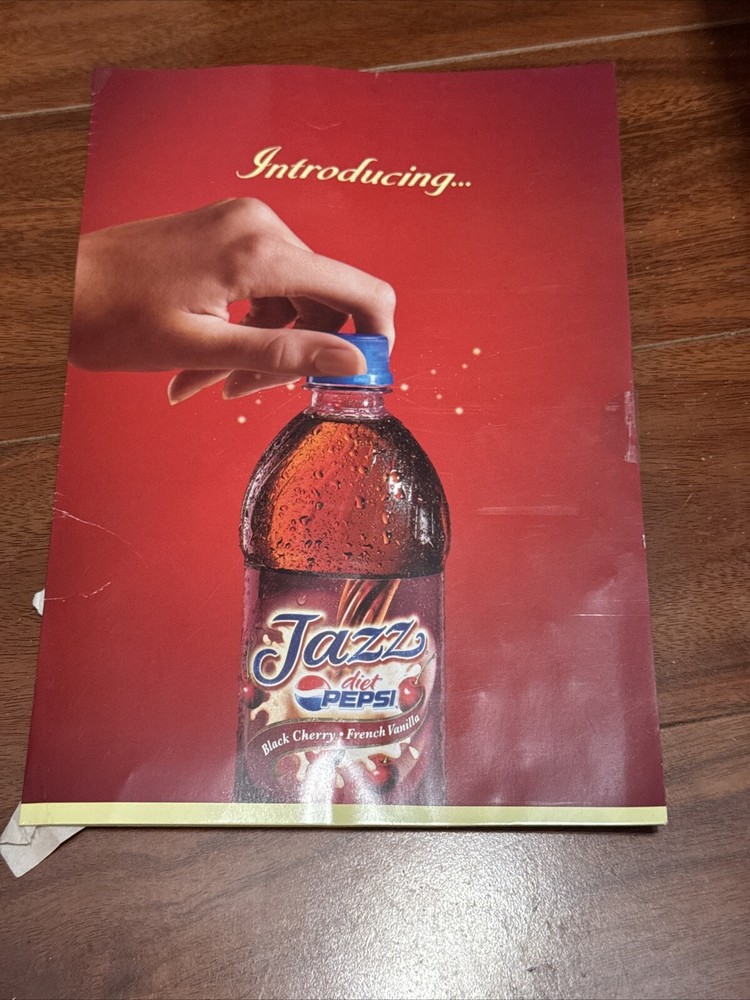 Introducing...
Jazz
diet
PEPSI
Black Cherry • French Vanilla